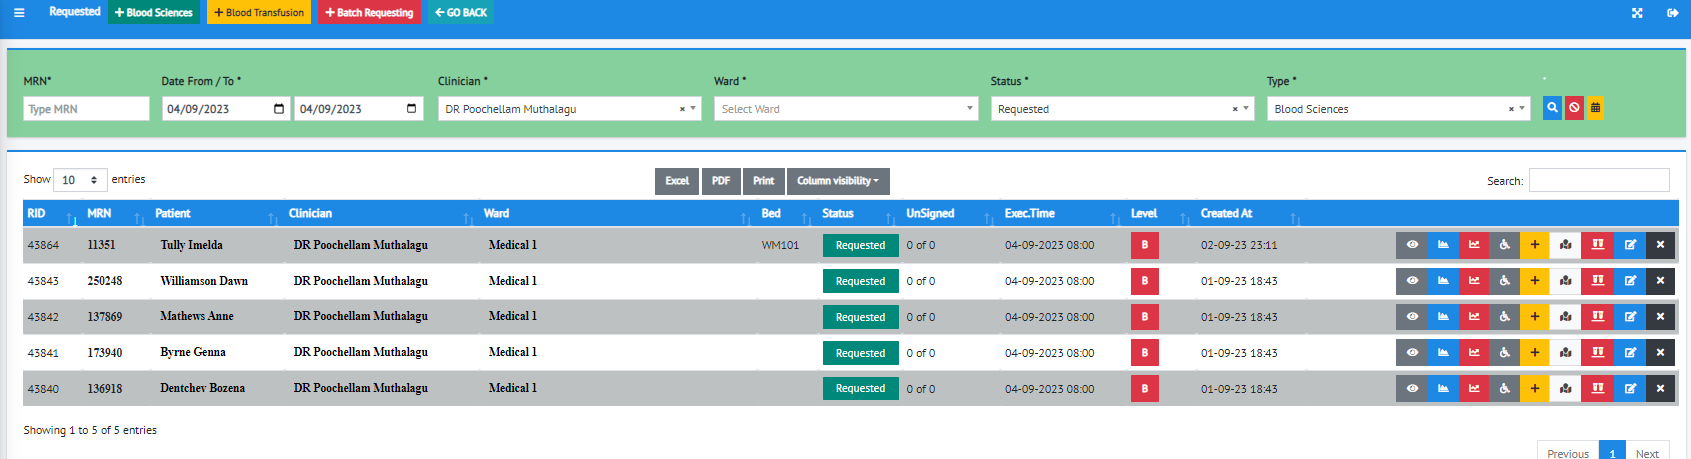 Requested + Blood Sciences + Blood Transfusion + Batch Requesting ← GO BACK
MRN* Date From / To * Clinician * Ward * Status * Type * *
Type MRN 04/09/2023 04/09/2023 DR Poochellam Muthalagu × Select Ward Requested × Blood Sciences ×
Show 10 entries Excel PDF Print Column visibility Search:
RID MRN Patient Clinician Ward Bed Status UnSigned Exec.Time Level Created At
43864 11351 Tully Imelda DR Poochellam Muthalagu Medical 1 WM101 Requested 0 of 0 04-09-2023 08:00 B 02-09-23 23:11
43843 250248 Williamson Dawn DR Poochellam Muthalagu Medical 1 Requested 0 of 0 04-09-2023 08:00 B 01-09-23 18:43
43842 137869 Mathews Anne DR Poochellam Muthalagu Medical 1 Requested 0 of 0 04-09-2023 08:00 B 01-09-23 18:43
43841 173940 Byrne Genna DR Poochellam Muthalagu Medical 1 Requested 0 of 0 04-09-2023 08:00 B 01-09-23 18:43
43840 136918 Dentchev Bozena DR Poochellam Muthalagu Medical 1 Requested 0 of 0 04-09-2023 08:00 B 01-09-23 18:43
Showing 1 to 5 of 5 entries
Previous 1 Next